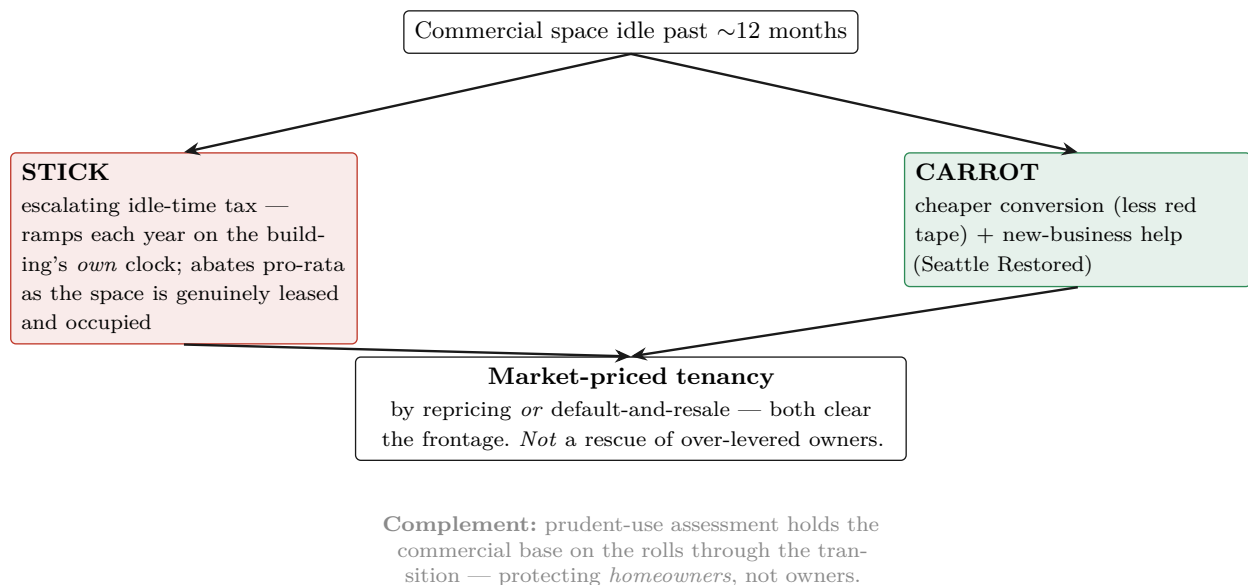 Commercial space idle past ∼12 months
STICK
escalating idle-time tax —
ramps each year on the build-
ing’s own clock; abates pro-rata
as the space is genuinely leased
and occupied
CARROT
cheaper conversion (less red
tape) + new-business help
(Seattle Restored)
Market-priced tenancy
by repricing or default-and-resale — both clear
the frontage. Not a rescue of over-levered owners.
Complement: prudent-use assessment holds the
commercial base on the rolls through the tran-
sition — protecting homeowners, not owners.